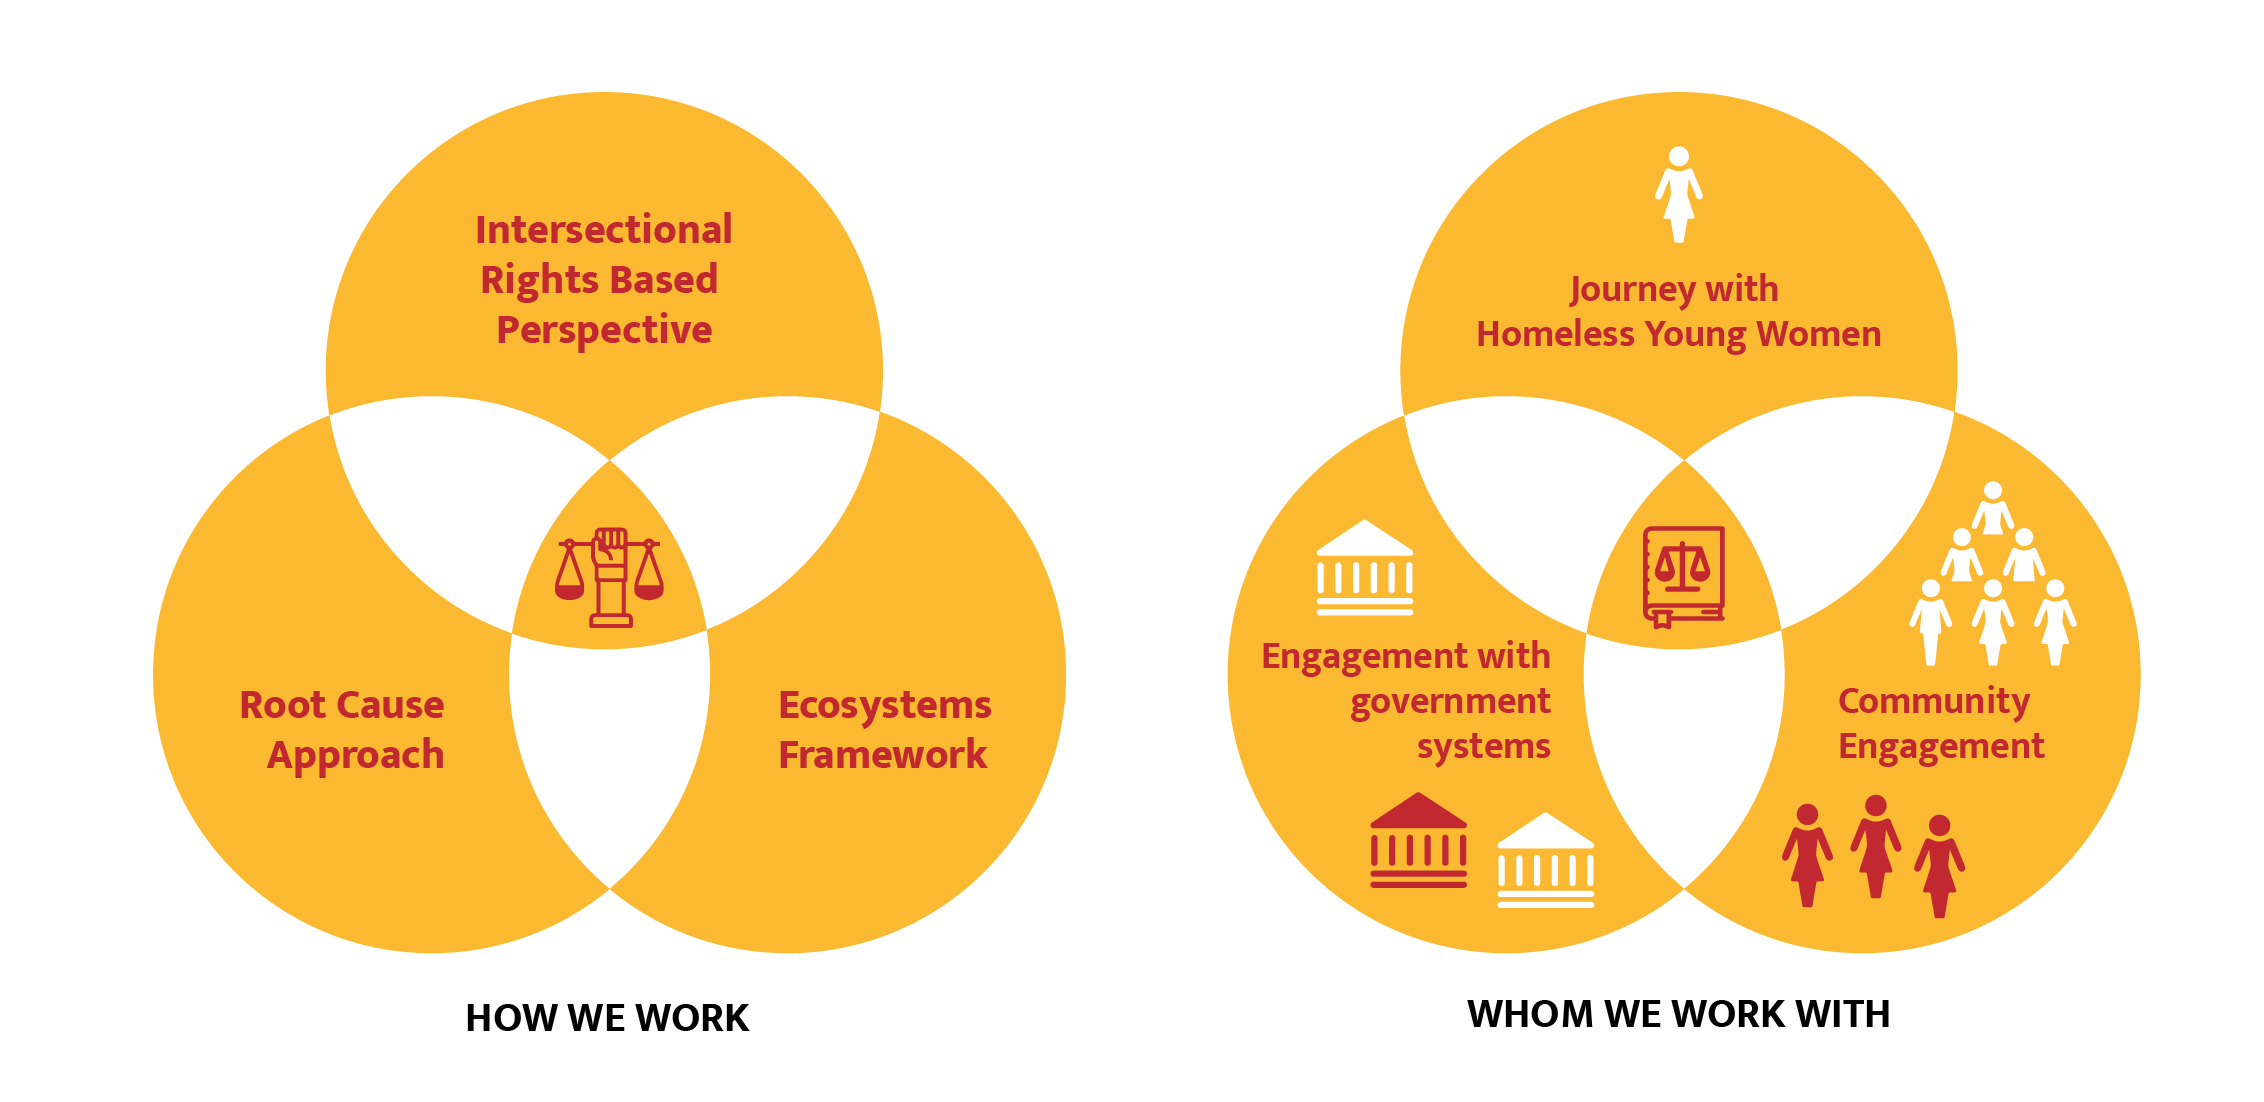 Intersectional
Rights Based
Perspective
Root Cause
Approach
Ecosystems
Framework
HOW WE WORK
Journey with
Homeless Young Women
Engagement with
government
systems
Community
Engagement
WHOM WE WORK WITH